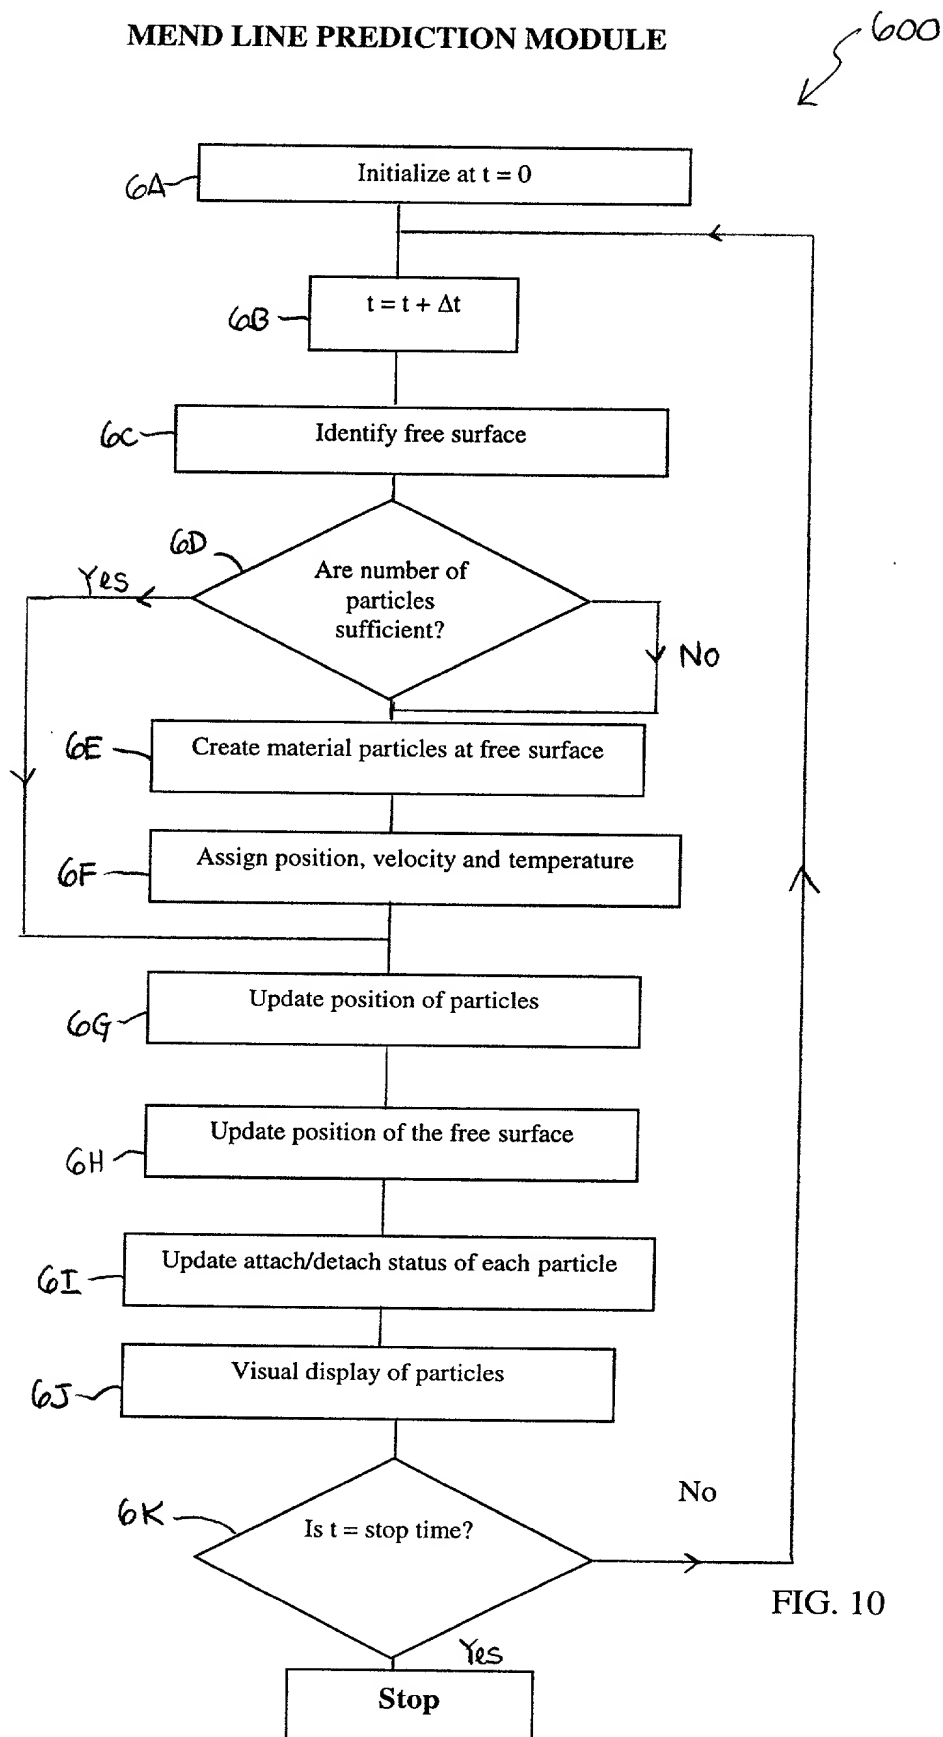 MEND LINE PREDICTION MODULE
600
Initialize at t = 0
6A
t = t + Δt
6B
Identify free surface
6C
6D
Are number of
particles
sufficient?
Yes
No
6E
Create material particles at free surface
Assign position, velocity and temperature
6F
Update position of particles
6G
Update position of the free surface
6H
Update attach/detach status of each particle
6I
Visual display of particles
6J
No
6K
Is t = stop time?
FIG. 10
Yes
Stop